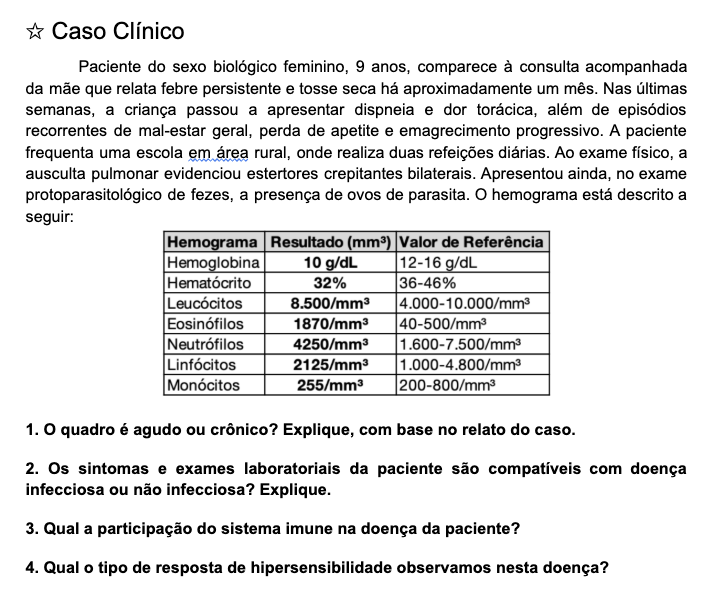 ☆ Caso Clínico
Paciente do sexo biológico feminino, 9 anos, comparece à consulta acompanhada
da mãe que relata febre persistente e tosse seca há aproximadamente um mês. Nas últimas
semanas, a criança passou a apresentar dispneia e dor torácica, além de episódios
recorrentes de mal-estar geral, perda de apetite e emagrecimento progressivo. A paciente
frequenta uma escola em área rural, onde realiza duas refeições diárias. Ao exame físico, a
ausculta pulmonar evidenciou estertores crepitantes bilaterais. Apresentou ainda, no exame
protoparasitológico de fezes, a presença de ovos de parasita. O hemograma está descrito a
seguir:
Hemograma Resultado (mm³) Valor de Referência
Hemoglobina 10 g/dL 12-16 g/dL
Hematócrito 32% 36-46%
Leucócitos 8.500/mm³ 4.000-10.000/mm³
Eosinófilos 1870/mm³ 40-500/mm³
Neutrófilos 4250/mm³ 1.600-7.500/mm³
Linfócitos 2125/mm³ 1.000-4.800/mm³
Monócitos 255/mm³ 200-800/mm³
1. O quadro é agudo ou crônico? Explique, com base no relato do caso.
2. Os sintomas e exames laboratoriais da paciente são compatíveis com doença
infecciosa ou não infecciosa? Explique.
3. Qual a participação do sistema imune na doença da paciente?
4. Qual o tipo de resposta de hipersensibilidade observamos nesta doença?